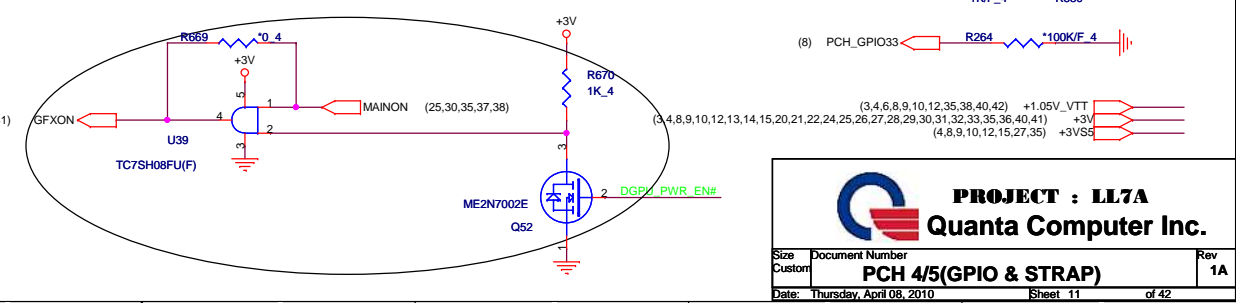 +3V
R669 *0_4
+3V
R670
1K_4
5
1
MAINON (25,30,35,37,38)
1) GFXON
4
2
U39
3
TC7SH08FU(F)
3
ME2N7002E
2 DGPU_PWR_EN#
Q52
1
(8) PCH_GPIO33 R264 *100K/F_4
(3,4,6,8,9,10,12,35,38,40,42) +1.05V_VTT
(3,4,8,9,10,12,13,14,15,20,21,22,24,25,26,27,28,29,30,31,32,33,35,36,40,41) +3V
(4,8,9,10,12,15,27,35) +3VS5
PROJECT : LL7A
Quanta Computer Inc.
Size Document Number Rev
Custom PCH 4/5(GPIO & STRAP) 1A
Date: Thursday, April 08, 2010 Sheet 11 of 42